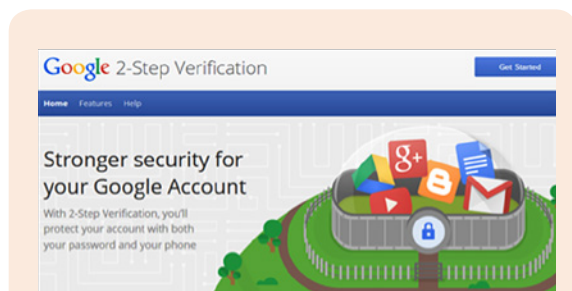 Google 2-Step Verification
Get Started
Home Features Help
Stronger security for
your Google Account
With 2-Step Verification, you'll
protect your account with both
your password and your phone
g+